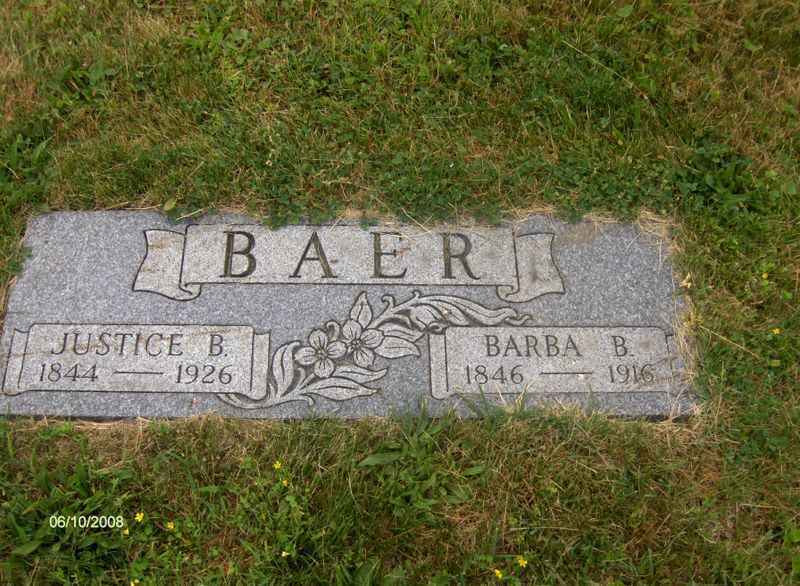 BAER
JUSTICE B.
1844 — 1926
BARBA B.
1846 — 1916
06/10/2008